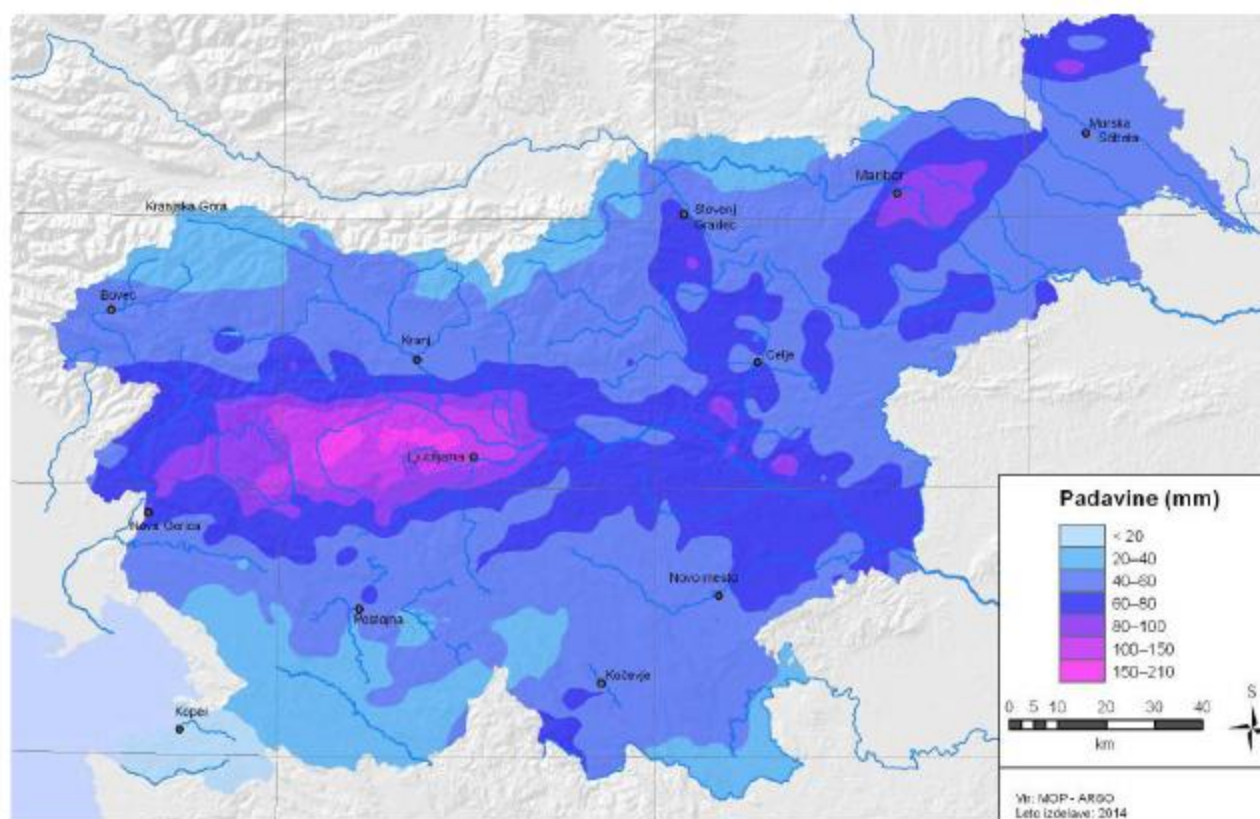 Murska
Sobota
Maribor
Slovenj
Gradec
Kranjska Gora
Bovec
Kranj
Celje
Ljubljana
Nova Gorica
Novo mesto
Postojna
Kočevje
Koper
Padavine (mm)
< 20
20–40
40–60
60–80
80–100
100–150
150–210
0 5 10 20 30 40
km
S
Vir: MOP - ARSO
Leto izdelave: 2014